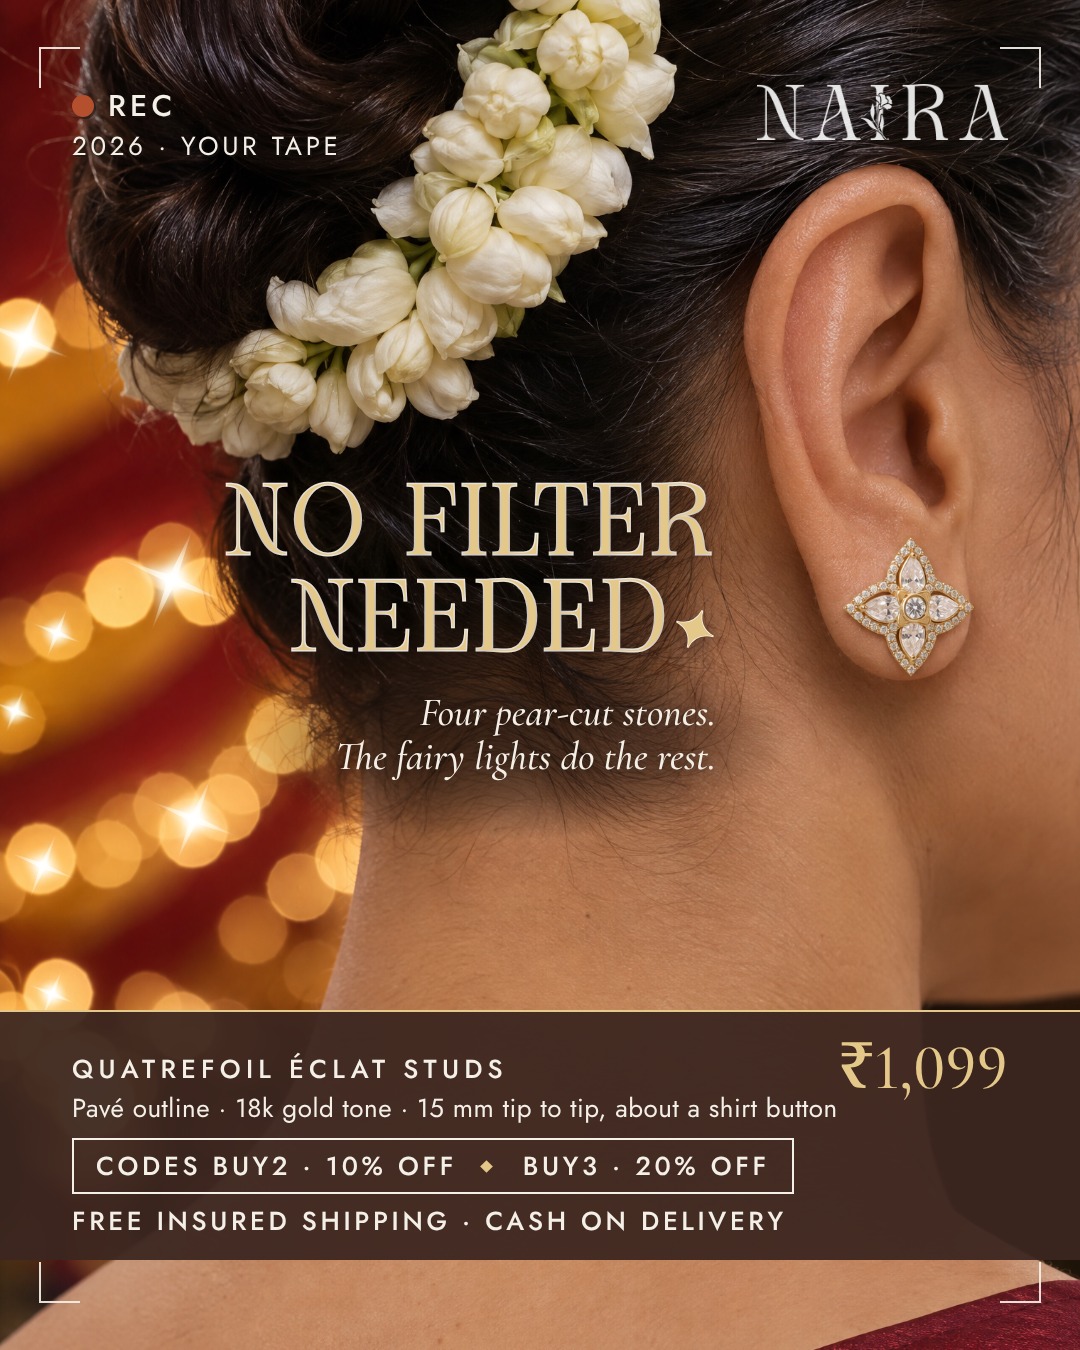 REC
2026 · YOUR TAPE
NAIRA
NO FILTER
NEEDED
Four pear-cut stones.
The fairy lights do the rest.
QUATREFOIL ÉCLAT STUDS
₹1,099
Pavé outline · 18k gold tone · 15 mm tip to tip, about a shirt button
CODES BUY2 · 10% OFF ◆ BUY3 · 20% OFF
FREE INSURED SHIPPING · CASH ON DELIVERY